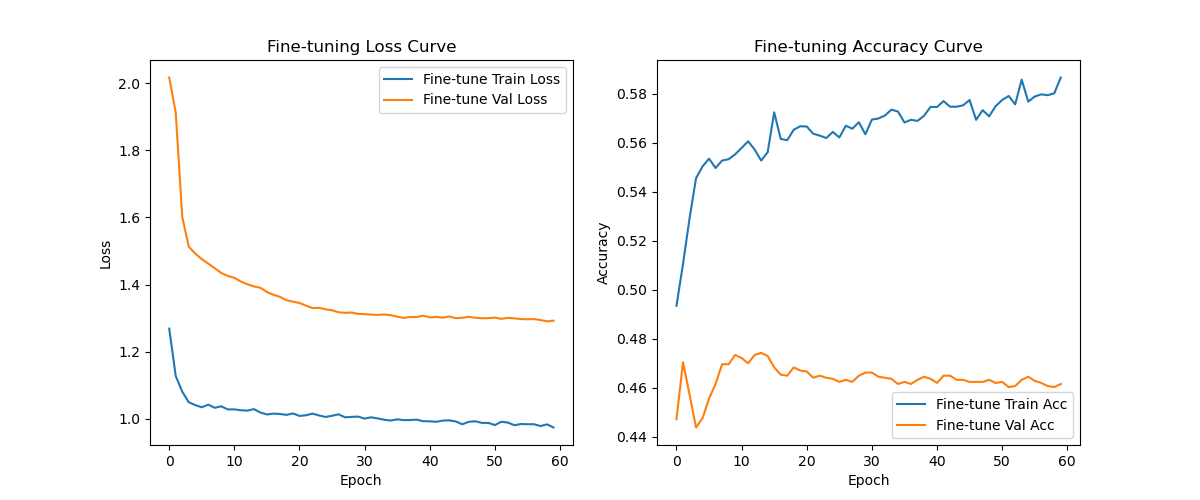 Fine-tuning Loss Curve
Fine-tune Train Loss
Fine-tune Val Loss
2.0
1.8
1.6
1.4
1.2
1.0
Loss
0 10 20 30 40 50 60
Epoch
Fine-tuning Accuracy Curve
0.58
0.56
0.54
0.52
0.50
0.48
0.46
0.44
Accuracy
Fine-tune Train Acc
Fine-tune Val Acc
0 10 20 30 40 50 60
Epoch